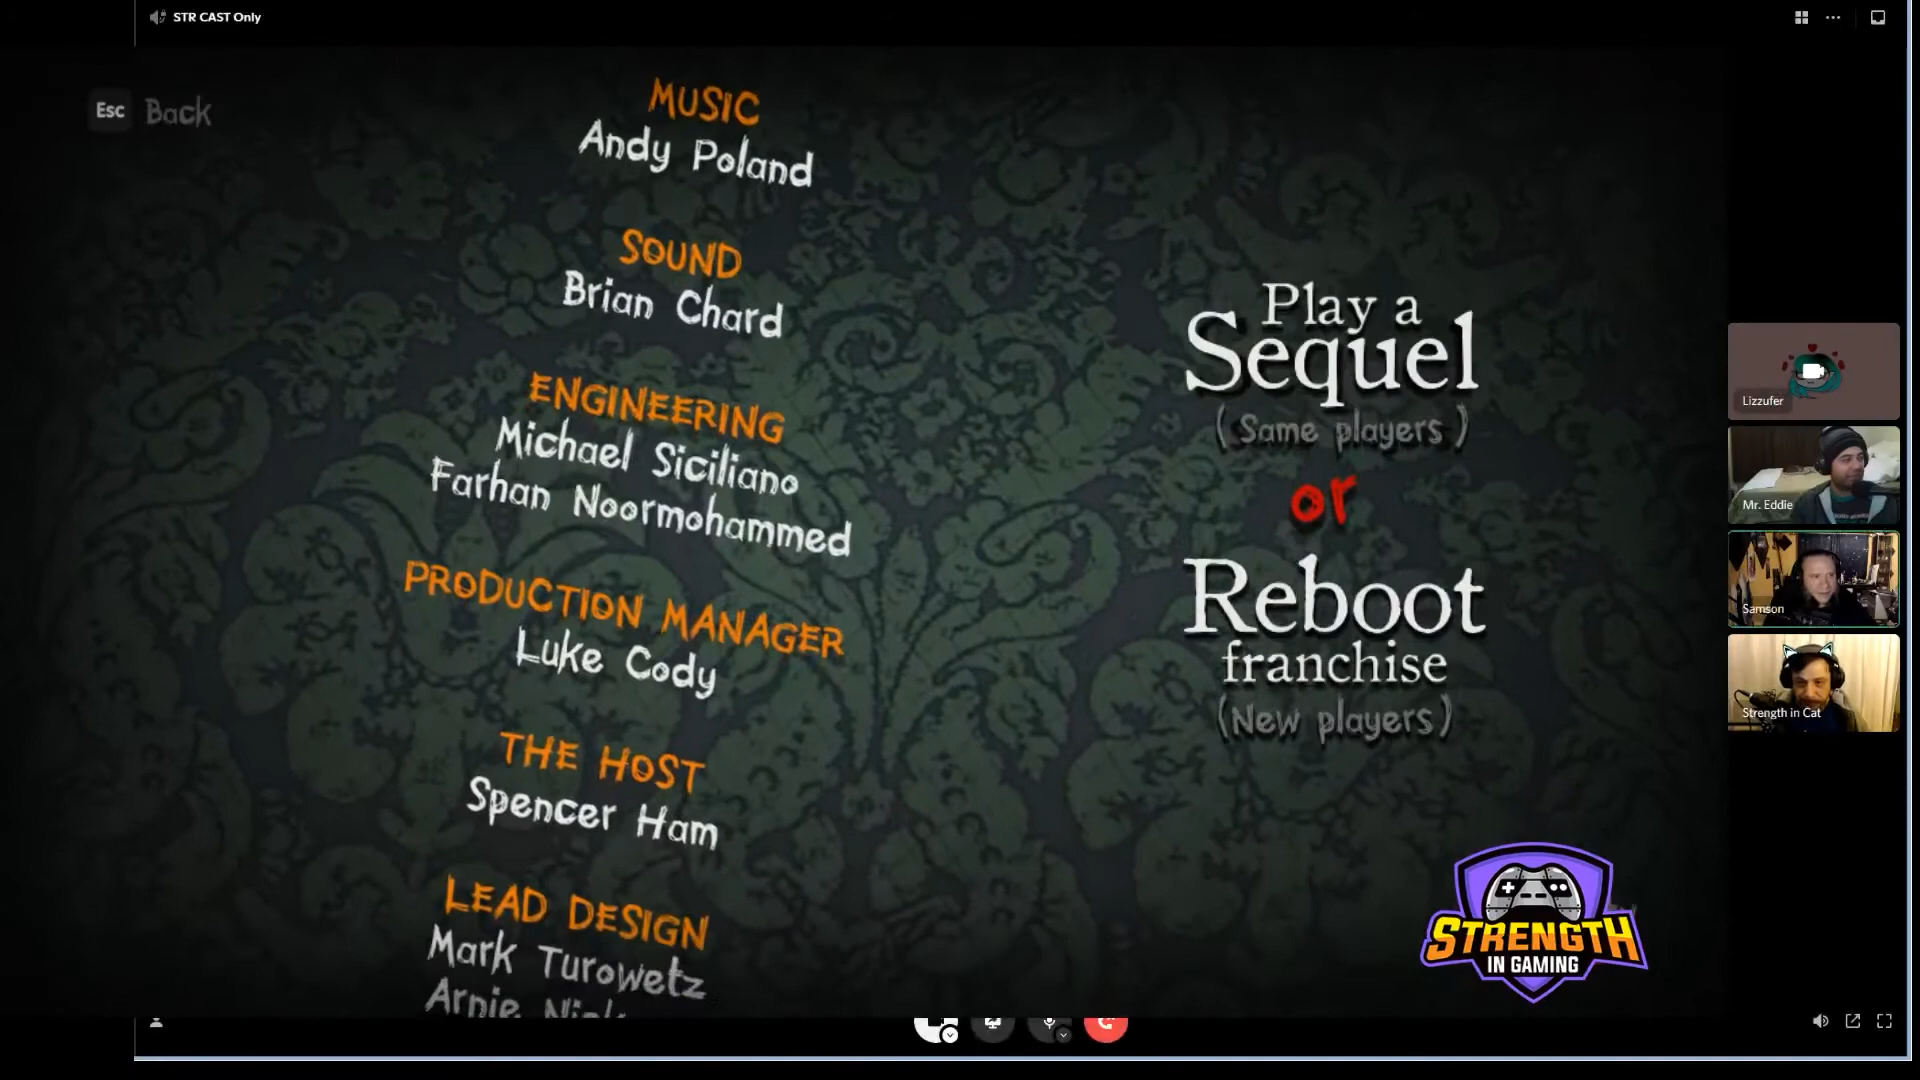 STR CAST Only
Esc Back
MUSIC
Andy Poland
SOUND
Brian Chard
ENGINEERING
Michael Siciliano
Farhan Noormohammed
PRODUCTION MANAGER
Luke Cody
THE HOST
Spencer Ham
LEAD DESIGN
Mark Turowetz
Arnie
Play a
Sequel
(Same players)
or
Reboot
franchise
(New players)
Lizzufer
Mr. Eddie
Samson
Strength in Cat
STRENGTH
IN GAMING